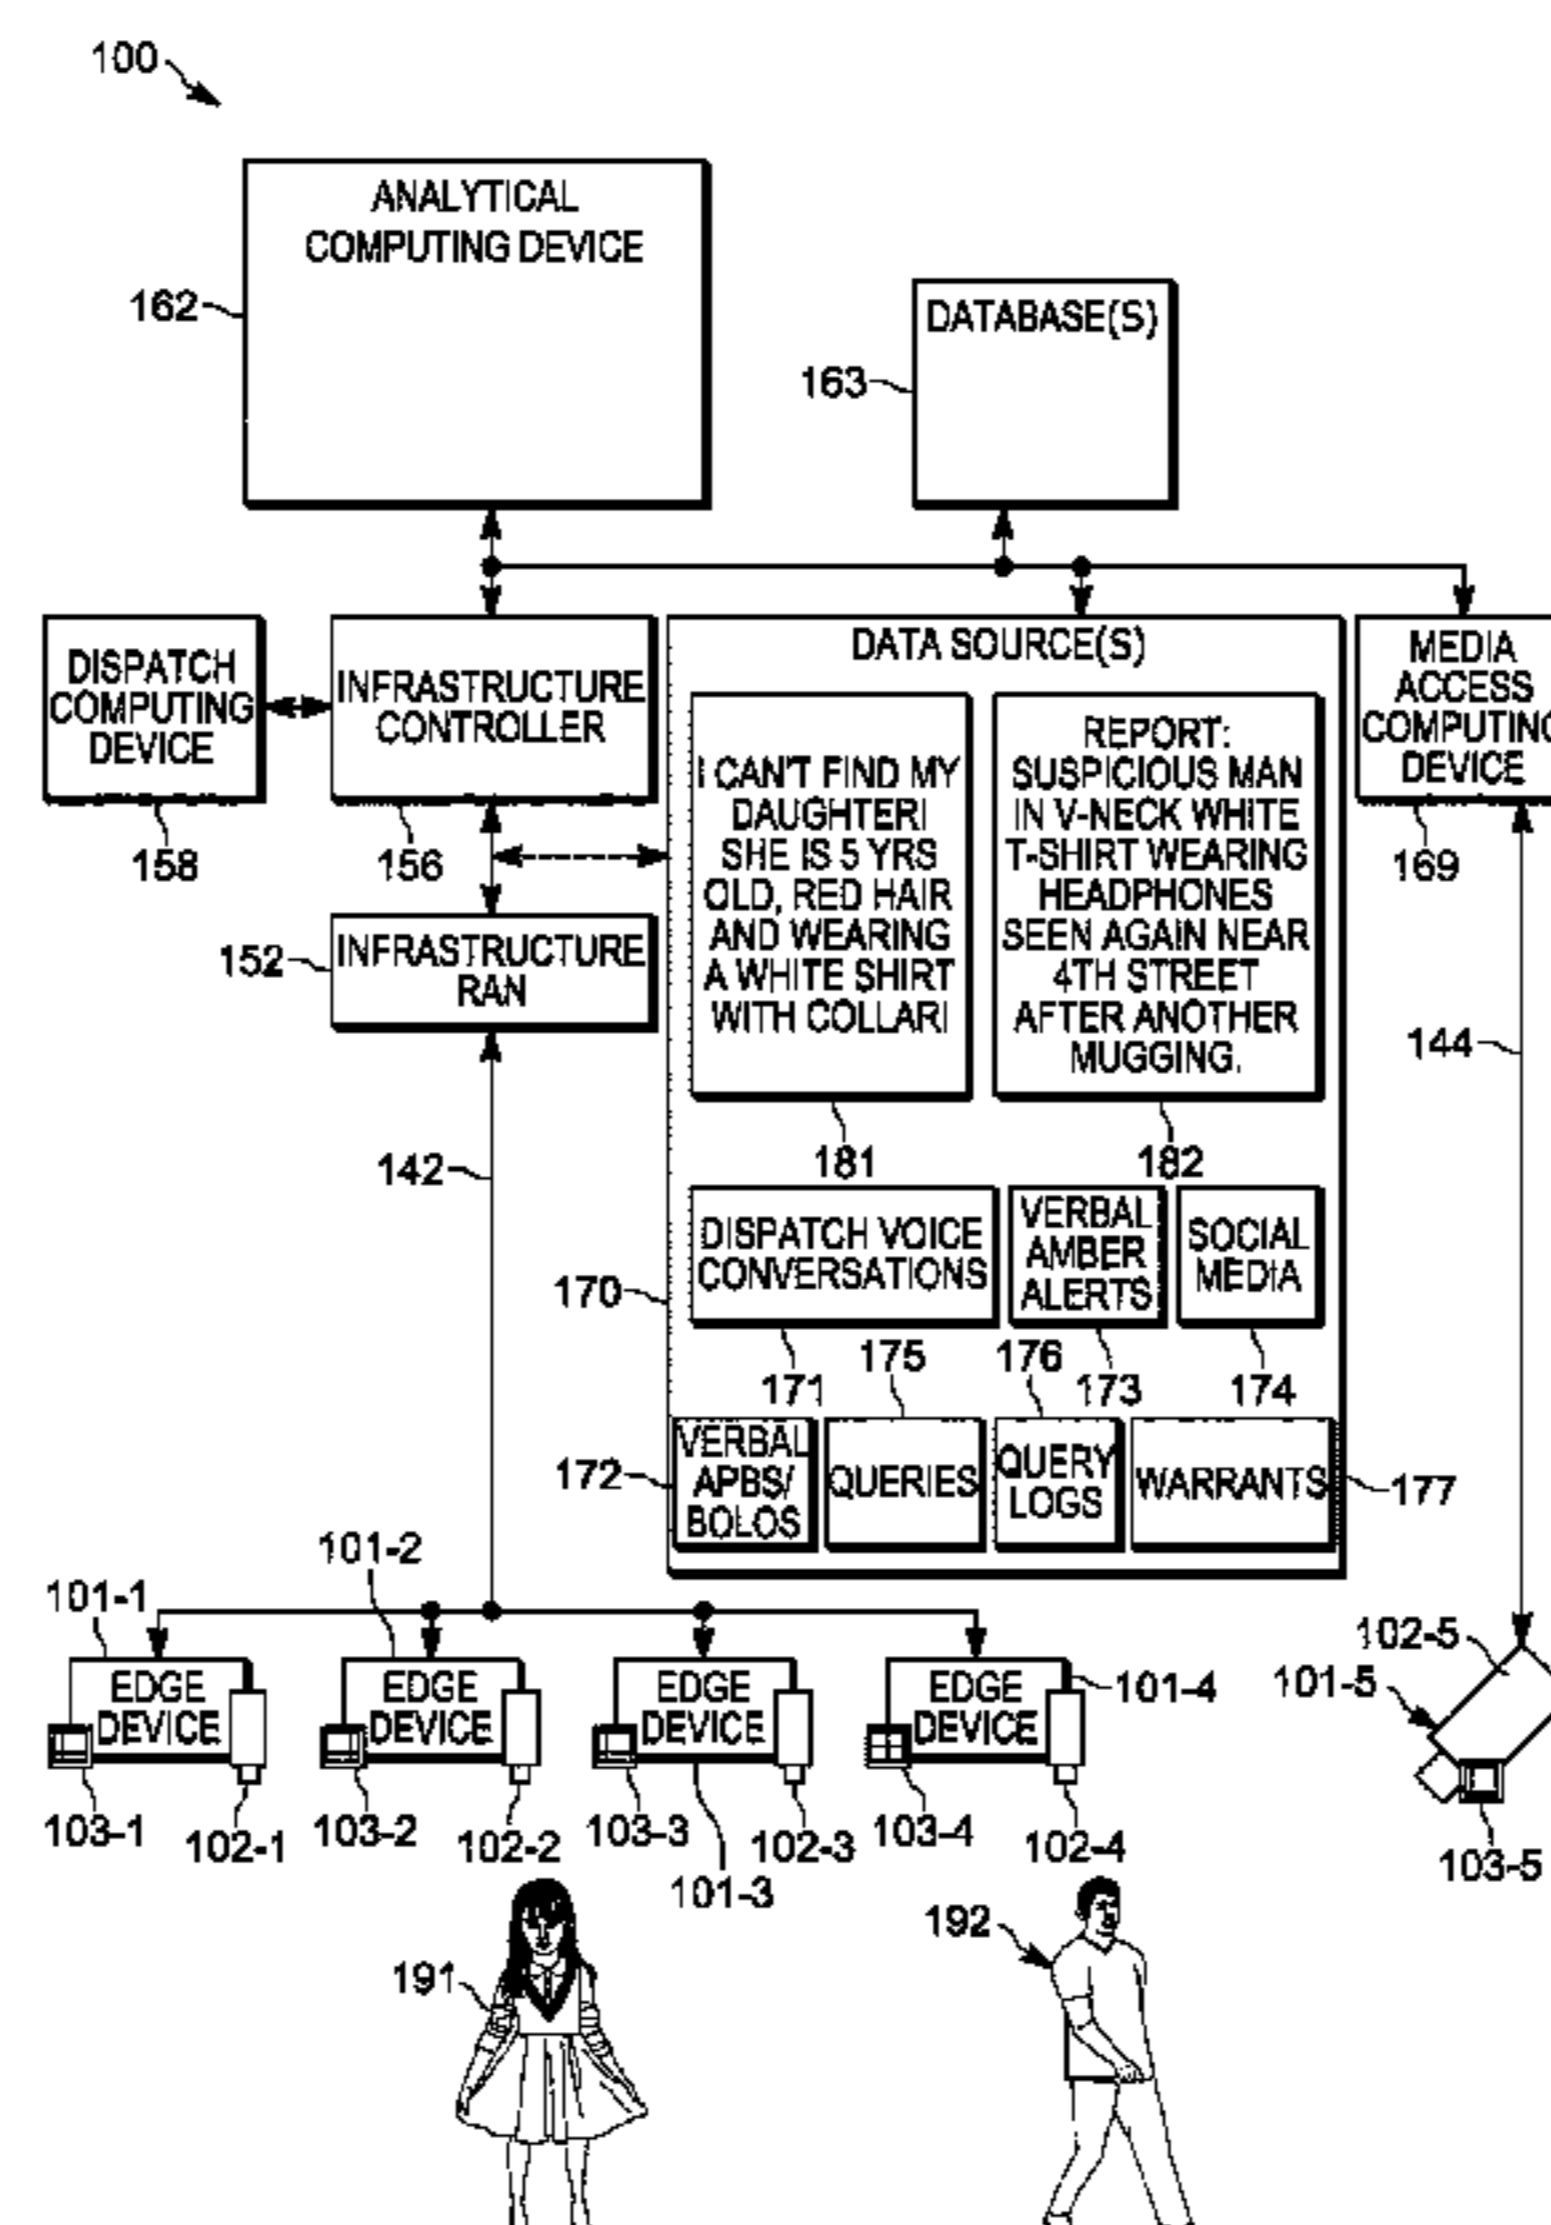 100
ANALYTICAL
COMPUTING DEVICE
162
DATABASE(S)
163
DISPATCH
COMPUTING
DEVICE
158
INFRASTRUCTURE
CONTROLLER
156
INFRASTRUCTURE
RAN
152
142
DATA SOURCE(S)
I CAN'T FIND MY
DAUGHTER!
SHE IS 5 YRS
OLD, RED HAIR
AND WEARING
A WHITE SHIRT
WITH COLLAR!
181
REPORT:
SUSPICIOUS MAN
IN V-NECK WHITE
T-SHIRT WEARING
HEADPHONES
SEEN AGAIN NEAR
4TH STREET
AFTER ANOTHER
MUGGING.
182
MEDIA
ACCESS
COMPUTING
DEVICE
169
144
170
DISPATCH VOICE
CONVERSATIONS
171
VERBAL
AMBER
ALERTS
173
SOCIAL
MEDIA
174
175
176
172
VERBAL
APBS/
BOLOS
QUERIES
QUERY
LOGS
WARRANTS
177
101-1
EDGE
DEVICE
103-1
102-1
101-2
EDGE
DEVICE
103-2
102-2
EDGE
DEVICE
103-3
101-3
102-3
EDGE
DEVICE
101-4
103-4
102-4
102-5
101-5
103-5
191
192